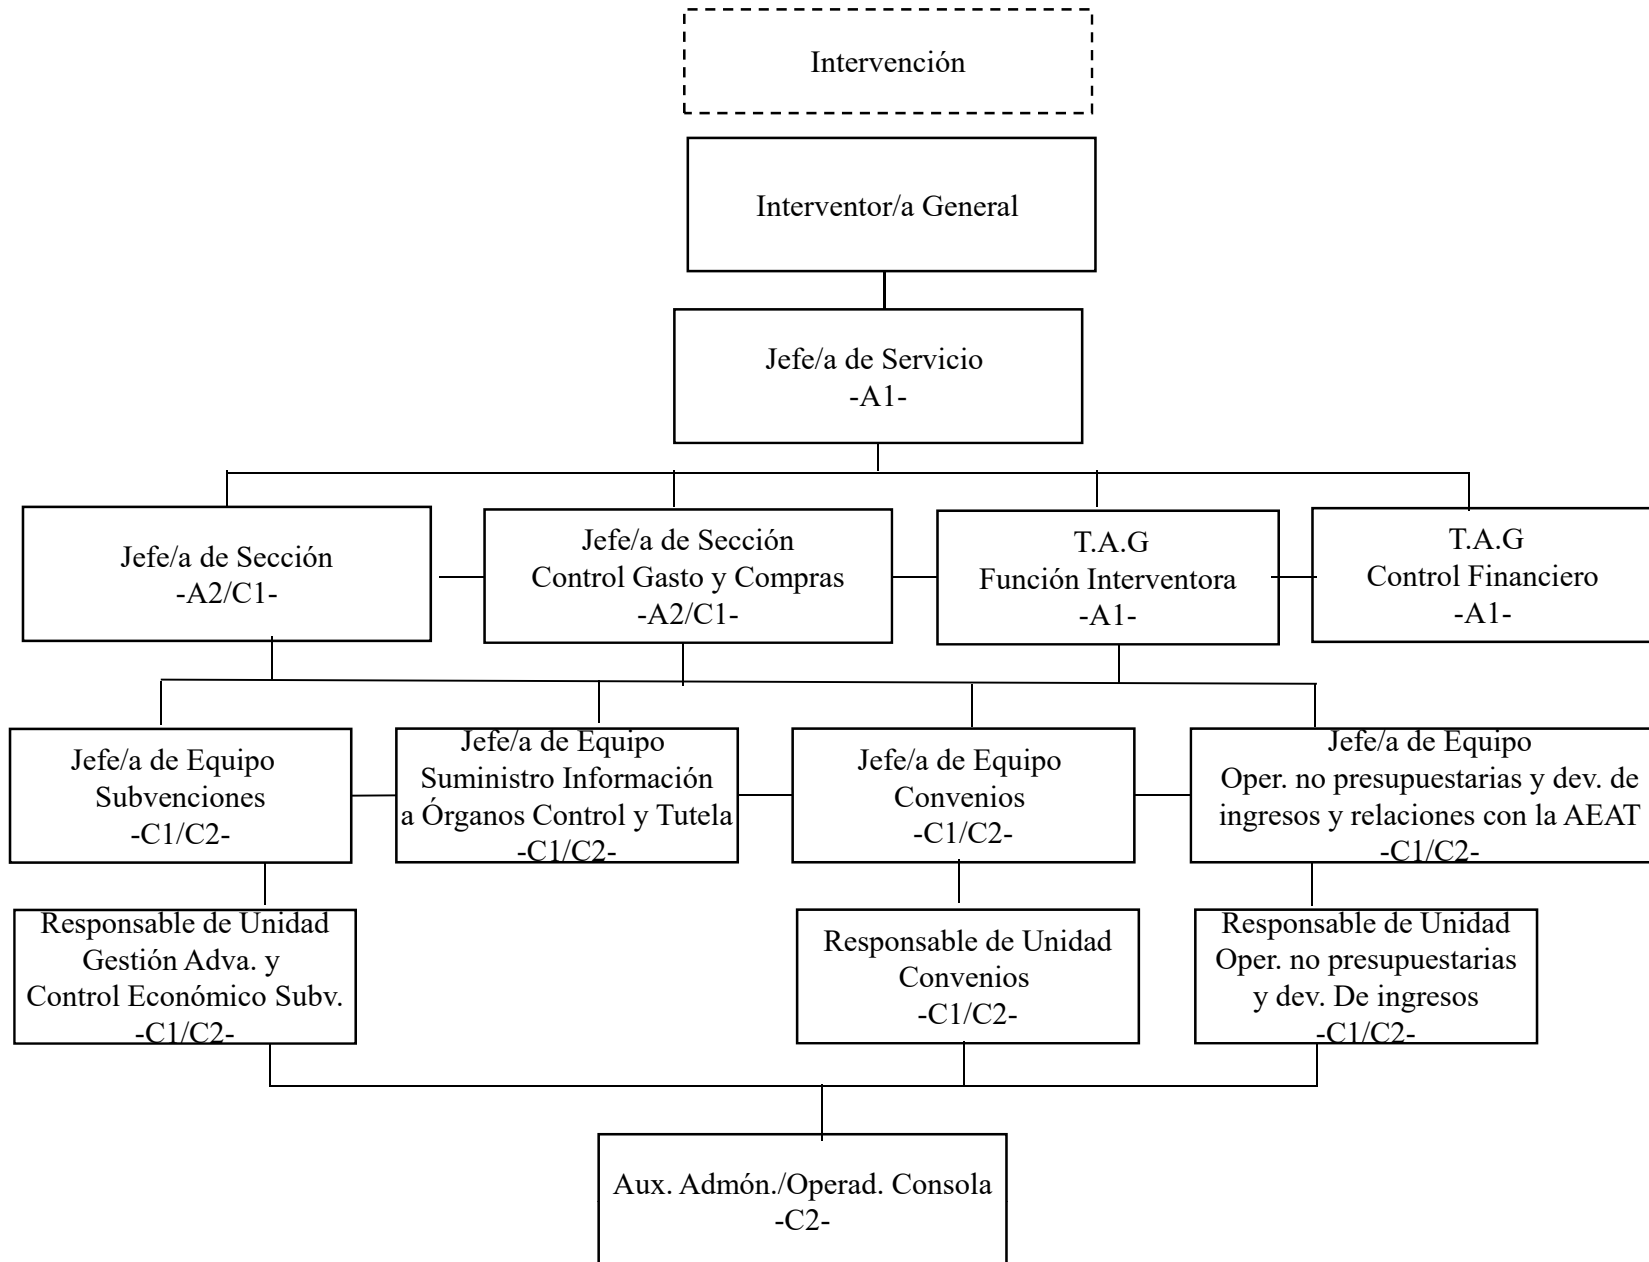 Intervención
Interventor/a General
Jefe/a de Servicio
-A1-
Jefe/a de Sección
-A2/C1-
Jefe/a de Sección
Control Gasto y Compras
-A2/C1-
T.A.G
Función Interventora
-A1-
T.A.G
Control Financiero
-A1-
Jefe/a de Equipo
Subvenciones
-C1/C2-
Jefe/a de Equipo
Suministro Información
a Órganos Control y Tutela
-C1/C2-
Jefe/a de Equipo
Convenios
-C1/C2-
Jefe/a de Equipo
Oper. no presupuestarias y dev. de
ingresos y relaciones con la AEAT
-C1/C2-
Responsable de Unidad
Gestión Adva. y
Control Económico Subv.
-C1/C2-
Responsable de Unidad
Convenios
-C1/C2-
Responsable de Unidad
Oper. no presupuestarias
y dev. De ingresos
-C1/C2-
Aux. Admón./Operad. Consola
-C2-